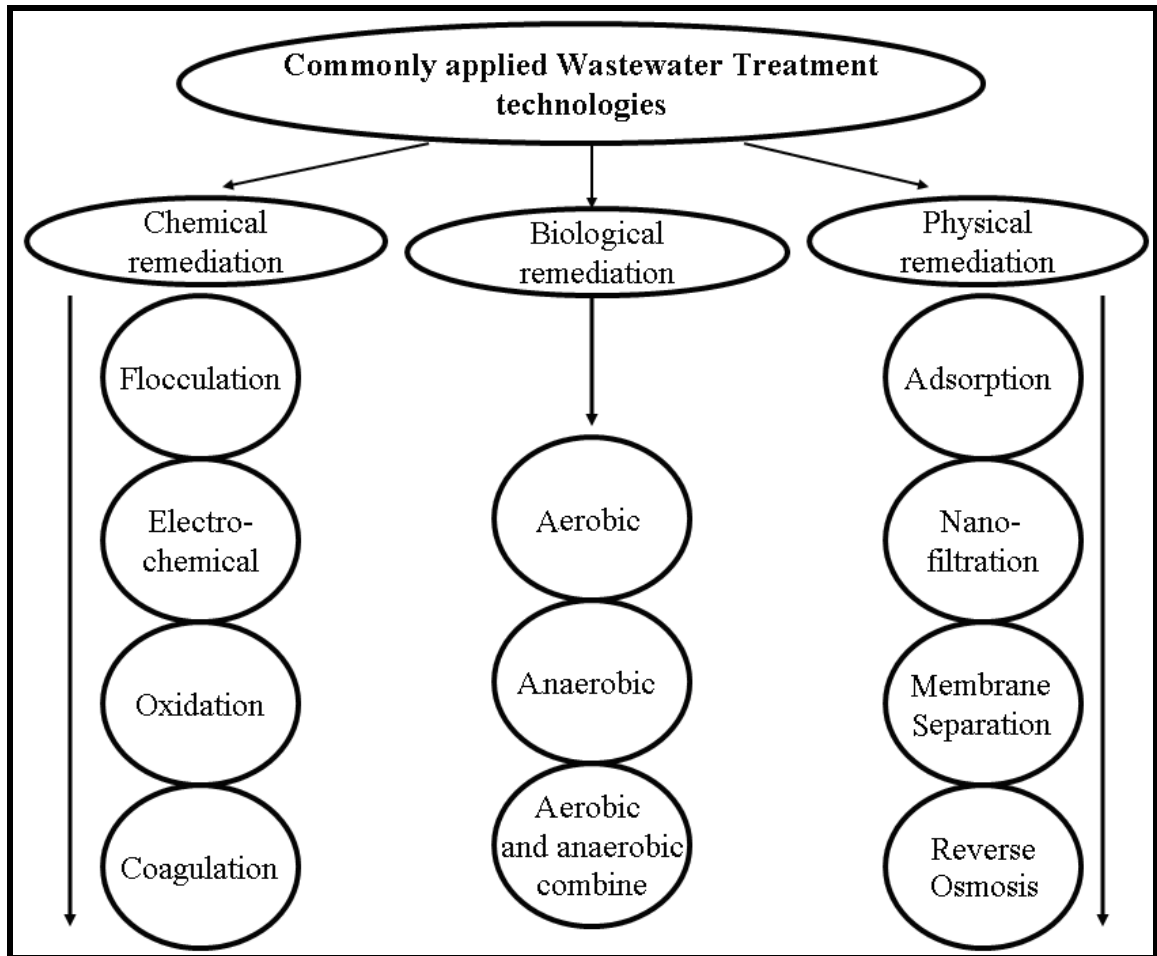 Commonly applied Wastewater Treatment
technologies
Chemical
remediation
Biological
remediation
Physical
remediation
Flocculation
Electro-
chemical
Oxidation
Coagulation
Aerobic
Anaerobic
Aerobic
and anaerobic
combine
Adsorption
Nano-
filtration
Membrane
Separation
Reverse
Osmosis